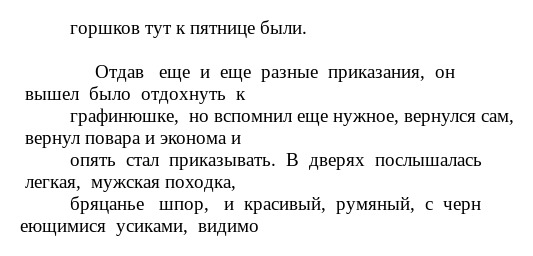 горшков тут к пятнице были.
Отдав еще и еще разные приказания, он
вышел было отдохнуть к
графинюшке, но вспомнил еще нужное, вернулся сам,
вернул повара и эконома и
опять стал приказывать. В дверях послышалась
легкая, мужская походка,
бряцанье шпор, и красивый, румяный, с черн
еющимися усиками, видимо